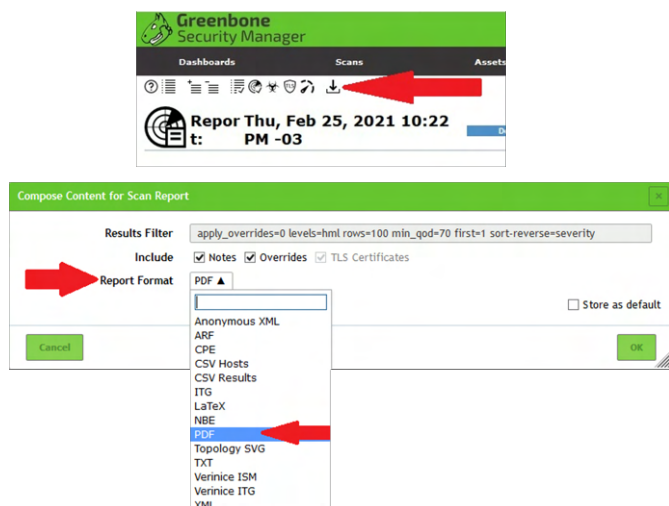 Greenbone
Security Manager
Dashboards Scans Assets
Repor Thu, Feb 25, 2021 10:22
t: PM -03
Compose Content for Scan Report
Results Filter apply_overrides=0 levels=hml rows=100 min_qod=70 first=1 sort-reverse=severity
Include Notes Overrides TLS Certificates
Report Format PDF ▲
Store as default
Anonymous XML
ARF
CPE
Cancel OK
CSV Hosts
CSV Results
ITG
LaTeX
NBE
PDF
Topology SVG
TXT
Verinice ISM
Verinice ITG
XML